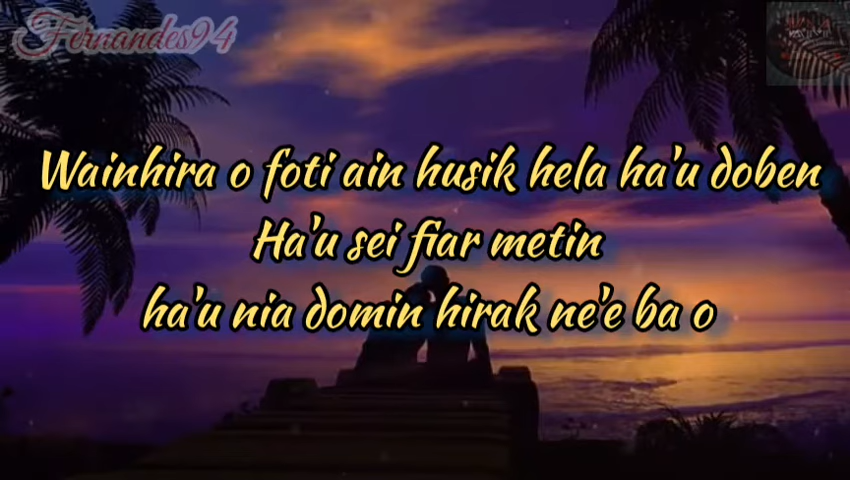 Fernandes94
Wainhira o foti ain husik hela ha'u doben
Ha'u sei fiar metin
ha'u nia domin hirak ne'e ba o